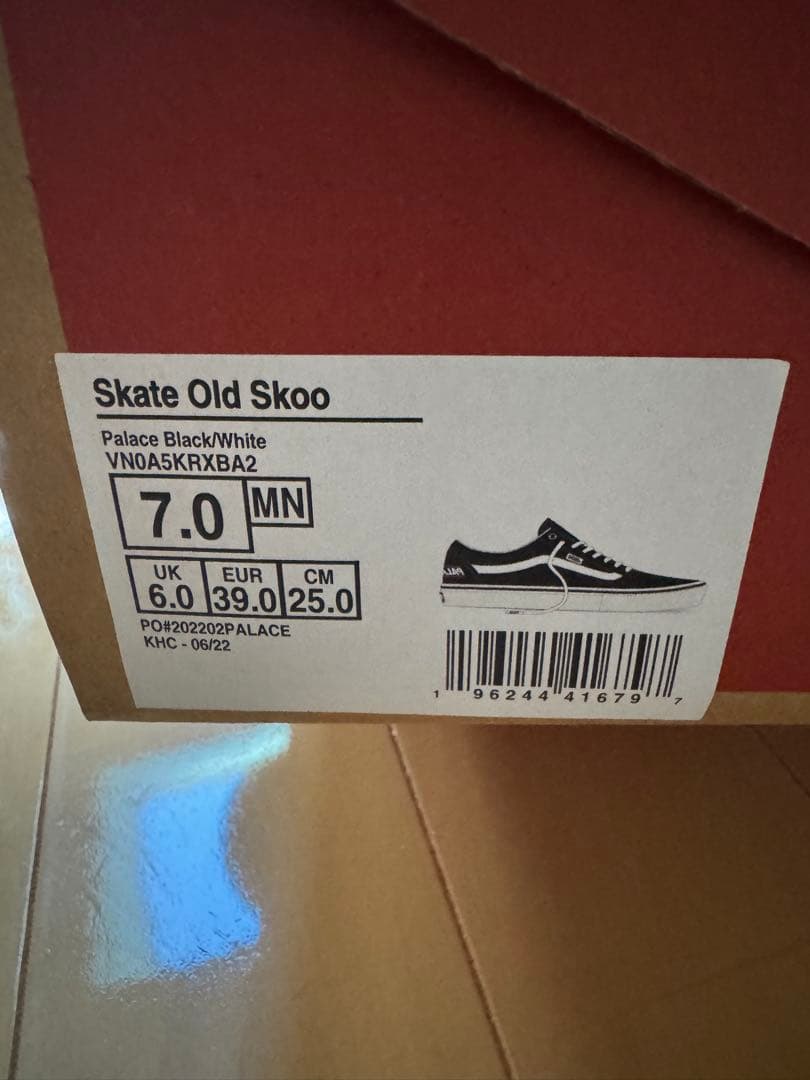 Skate Old Skoo
Palace Black/White
VN0A5KRXBA2
7.0 MN
UK EUR CM
6.0 39.0 25.0
PO#202202PALACE
KHC - 06/22
1 96244 41679 7